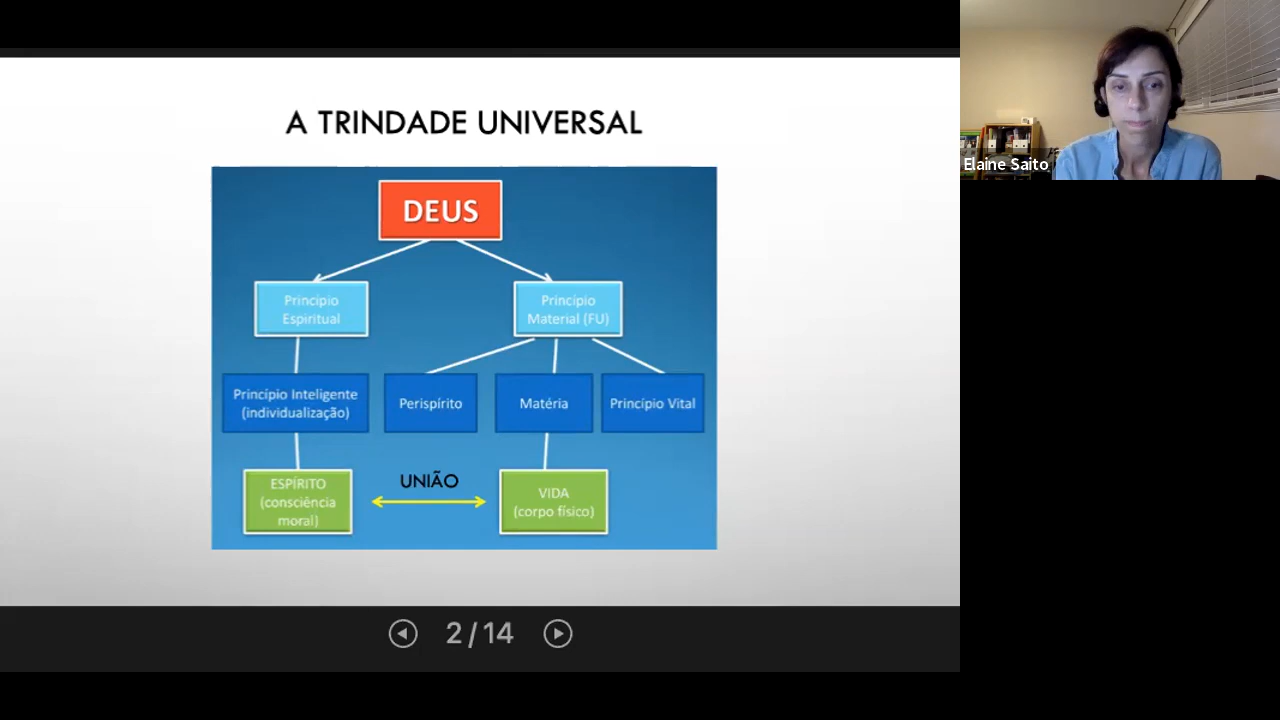 A TRINDADE UNIVERSAL
DEUS
Princípio
Espiritual
Princípio
Material (FU)
Princípio Inteligente
(individualização)
Perispírito
Matéria
Princípio Vital
ESPÍRITO
(consciência
moral)
UNIÃO
VIDA
(corpo físico)
2/14
Elaine Saito